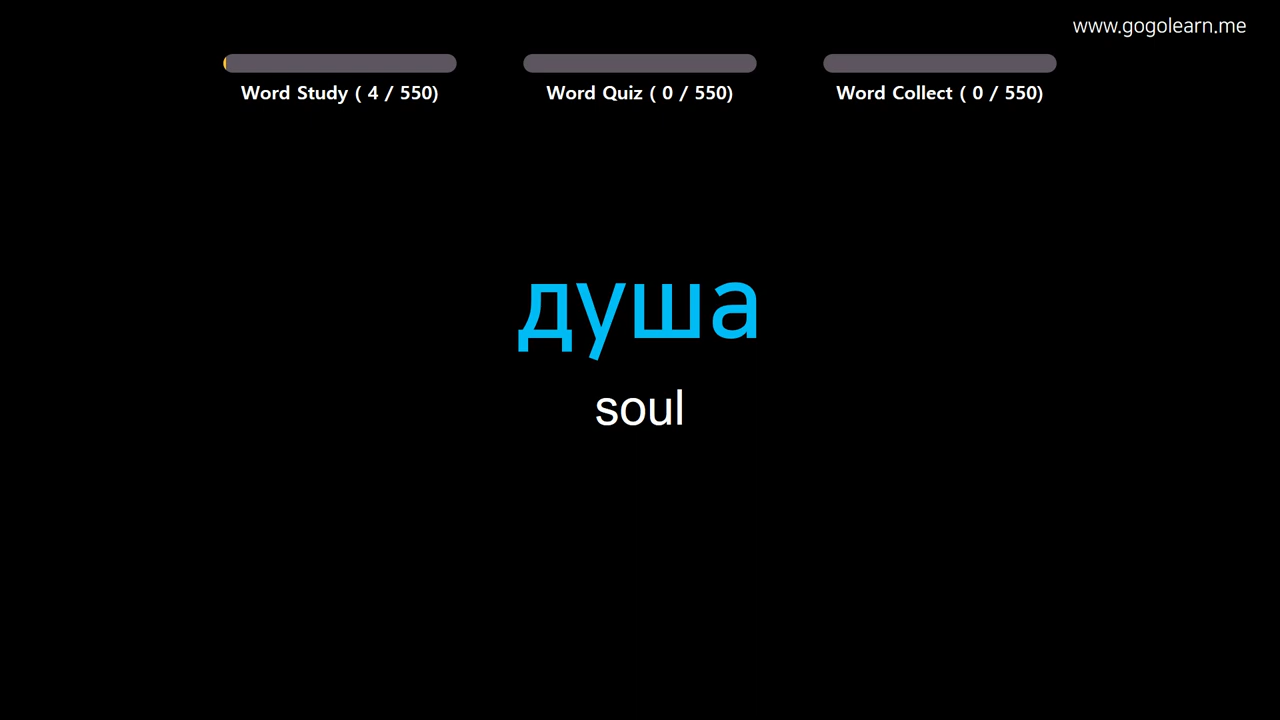 www.gogolearn.me
Word Study ( 4 / 550)
Word Quiz ( 0 / 550)
Word Collect ( 0 / 550)
душа
soul